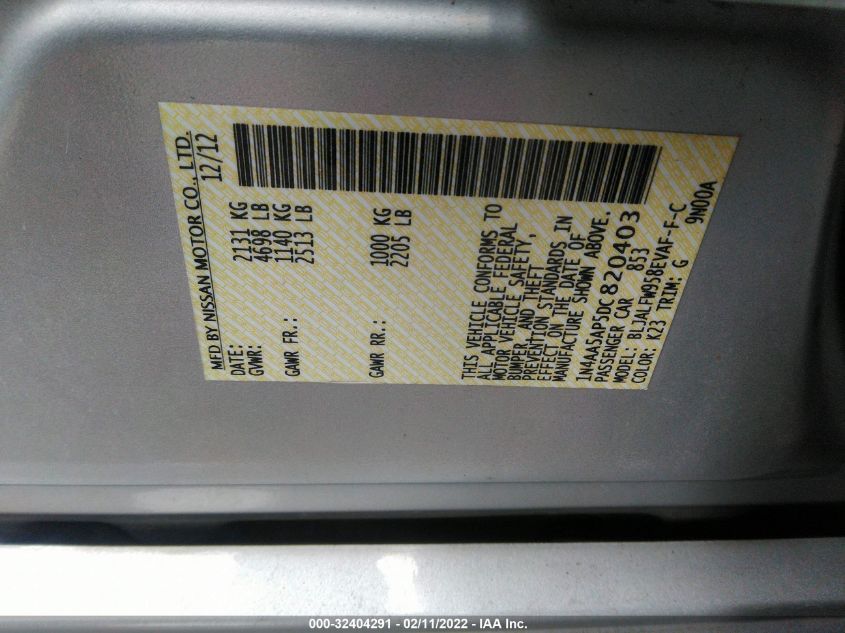 MFD BY NISSAN MOTOR CO., LTD.
DATE: 12/12
GVWR: 2131 KG
4698 LB
GAWR FR.: 1140 KG
2513 LB
GAWR RR.: 1000 KG
2205 LB
THIS VEHICLE CONFORMS TO
ALL APPLICABLE FEDERAL
MOTOR VEHICLE SAFETY,
BUMPER, AND THEFT
PREVENTION STANDARDS IN
EFFECT ON THE DATE OF
MANUFACTURE SHOWN ABOVE.
1N4AA5AP5DC820403
PASSENGER CAR 853
MODEL: BLJALFW958EVAF-F-C
COLOR: K23 TRIM: G 9N00A
000-32404291 - 02/11/2022 - IAA Inc.